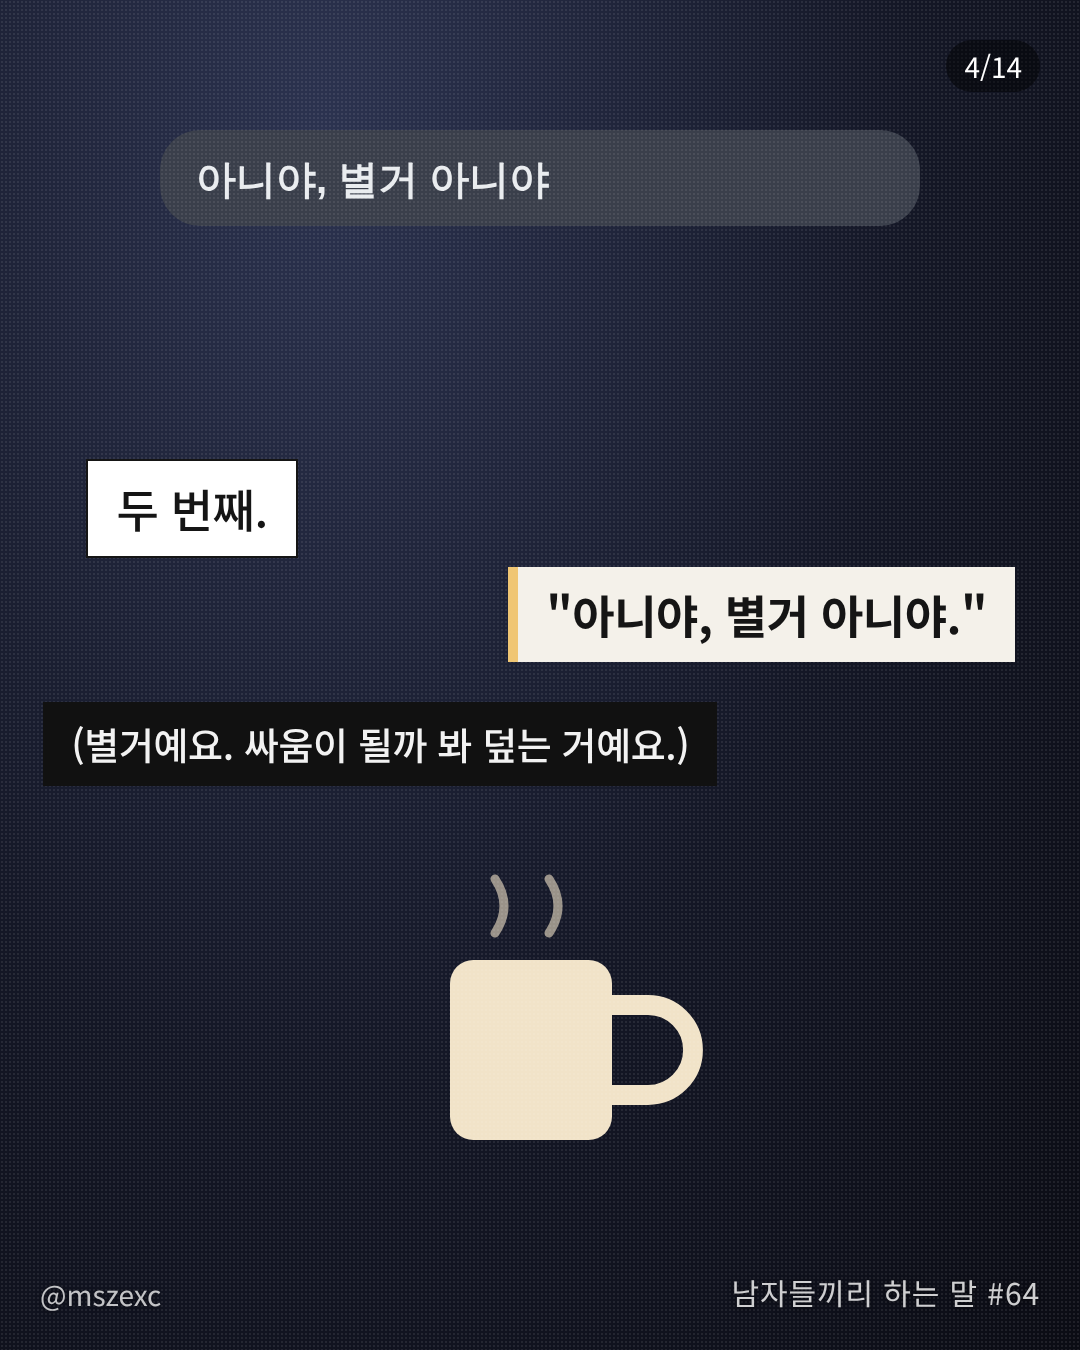 4/14
아니야, 별거 아니야
두 번째.
"아니야, 별거 아니야."
(별거예요. 싸움이 될까 봐 덮는 거예요.)
@mszexc
남자들끼리 하는 말 #64